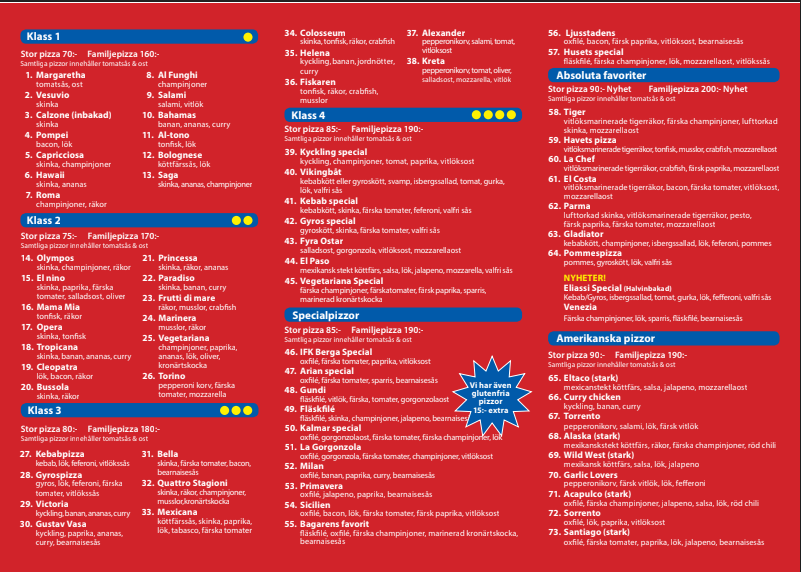 Klass 1
Stor pizza 70:- Familjepizza 160:-
Samtliga pizzor innehåller tomatsås & ost
1. Margaretha
tomatsås, ost
2. Vesuvio
skinka
3. Calzone (inbakad)
skinka
4. Pompei
bacon, lök
5. Capricciosa
skinka, champinjoner
6. Hawaii
skinka, ananas
7. Roma
champinjoner, räkor
8. Al Funghi
champinjoner
9. Salami
salami, vitlök
10. Bahamas
banan, ananas, curry
11. Al-tono
tonfisk, lök
12. Bolognese
köttfärssås, lök
13. Saga
skinka, ananas, champinjoner
Klass 2
Stor pizza 75:- Familjepizza 170:-
Samtliga pizzor innehåller tomatsås & ost
14. Olympos
skinka, champinjoner, räkor
15. El nino
skinka, paprika, färska
tomater, salladsost, oliver
16. Mama Mia
tonfisk, räkor
17. Opera
skinka, tonfisk
18. Tropicana
skinka, banan, ananas, curry
19. Cleopatra
lök, bacon, räkor
20. Bussola
skinka, räkor
21. Princessa
skinka, räkor, ananas
22. Paradiso
skinka, banan, curry
23. Frutti di mare
räkor, musslor, crabfish
24. Marinera
musslor, räkor
25. Vegetariana
champinjoner, paprika,
ananas, lök, oliver,
kronärtskocka
26. Torino
pepperoni korv, färska
tomater, mozzarella
Klass 3
Stor pizza 80:- Familjepizza 180:-
Samtliga pizzor innehåller tomatsås & ost
27. Kebabpizza
kebab, lök, feferoni, vitlökssås
28. Gyrospizza
gyros, lök, feferoni, färska
tomater, vitlökssås
29. Victoria
kyckling, banan, ananas, curry
30. Gustav Vasa
kyckling, paprika, ananas,
curry, bearnaisesås
31. Bella
skinka, färska tomater, bacon,
bearnaisesås
32. Quattro Stagioni
skinka, räkor, champinjoner,
musslor,kronärtskocka
33. Mexicana
köttfärssås, skinka, paprika,
lök, tabasco, färska tomater
34. Colosseum
skinka, tonfisk, räkor, crabfish
35. Helena
kyckling, banan, jordnötter,
curry
36. Fiskaren
tonfisk, räkor, crabfish,
musslor
37. Alexander
pepperonikorv, salami, tomat,
vitlöksost
38. Kreta
pepperonikorv, tomat, oliver,
salladsost, mozzarella, vitlök
Klass 4
Stor pizza 85:- Familjepizza 190:-
Samtliga pizzor innehåller tomatsås & ost
39. Kyckling special
kyckling, champinjoner, tomat, paprika, vitlöksost
40. Vikingbåt
kebabkött eller gyroskött, svamp, isbergssallad, tomat, gurka,
lök, valfri sås
41. Kebab special
kebabkött, skinka, färska tomater, feferoni, valfri sås
42. Gyros special
gyroskött, skinka, färska tomater, valfri sås
43. Fyra Ostar
salladsost, gorgonzola, vitlöksost, mozzarellaost
44. El Paso
mexikansk stekt köttfärs, salsa, lök, jalapeno, mozzarella, valfri sås
45. Vegetariana Special
färska champinjoner, färskatomater, färsk paprika, sparris,
marinerad kronärtskocka
Specialpizzor
Stor pizza 85:- Familjepizza 190:-
Samtliga pizzor innehåller tomatsås & ost
46. IFK Berga Special
oxfilé, färska tomater, paprika, vitlöksost
47. Arian special
oxfilé, färska tomater, sparris, bearnaisesås
48. Gundi
fläskfilé, vitlök, färska tomater, gorgonzolaost
49. Fläskfilé
fläskfilé, skinka, champinjoner, jalapeno, bearnaises
50. Kalmar special
oxfilé, gorgonzolaost, färska tomater, färska champinjoner, lök
51. La Gorgonzola
oxfilé, gorgonzola, färska tomater, champinjoner, vitlöksost
52. Milan
oxfilé, banan, paprika, curry, bearnaisesås
53. Primavera
oxfilé, jalapeno, paprika, bearnaisesås
54. Sicilien
oxfilé, bacon, lök, färska tomater, färsk paprika, vitlöksost
55. Bagarens favorit
fläskfilé, oxfilé, färska champinjoner, marinerad kronärtskocka,
bearnaisesås
Vi har även
glutenfria
pizzor
15:- extra
56. Ljusstadens
oxfilé, bacon, färsk paprika, vitlöksost, bearnaisesås
57. Husets special
fläskfilé, färska champinjoner, lök, mozzarellaost, vitlökssås
Absoluta favoriter
Stor pizza 90:- Nyhet Familjepizza 200:- Nyhet
Samtliga pizzor innehåller tomatsås & ost
58. Tiger
vitlöksmarinerade tigerräkor, färska champinjoner, lufttorkad
skinka, mozzarellaost
59. Havets pizza
vitlöksmarinerade tigerräkor, tonfisk, musslor, crabfish, mozzarellaost
60. La Chef
vitlöksmarinerade tigerräkor, crabfish, färsk paprika, mozzarellaost
61. El Costa
vitlöksmarinerade tigerräkor, bacon, färska tomater, vitlöksost,
mozzarellaost
62. Parma
lufttorkad skinka, vitlöksmarinerade tigerräkor, pesto,
färsk paprika, färska tomater, mozzarellaost
63. Gladiator
kebabkött, champinjoner, isbergsallad, lök, feferoni, pommes
64. Pommespizza
pommes, gyroskött, lök, valfri sås
NYHETER!
Eliassi Special (Halvinbakad)
Kebab/Gyros, isbergsallad, tomat, gurka, lök, fefferoni, valfri sås
Venezia
Färska champinjoner, lök, sparris, fläskfilé, bearnaisesås
Amerikanska pizzor
Stor pizza 90:- Familjepizza 190:-
Samtliga pizzor innehåller tomatsås & ost
65. Eltaco (stark)
mexicanstekt köttfärs, salsa, jalapeno, mozzarellaost
66. Curry chicken
kyckling, banan, curry
67. Torrento
pepperonikorv, salami, lök, färsk vitlök
68. Alaska (stark)
mexikanskstekt köttfärs, räkor, färska champinjoner, röd chili
69. Wild West (stark)
mexikansk köttfärs, salsa, lök, jalapeno
70. Garlic Lovers
pepperonikorv, färsk vitlök, lök, fefferoni
71. Acapulco (stark)
oxfilé, färska champinjoner, jalapeno, salsa, lök, röd chili
72. Sorrento
oxfilé, lök, paprika, vitlöksost
73. Santiago (stark)
oxfilé, färska tomater, paprika, lök, jalapeno, bearnaisesås